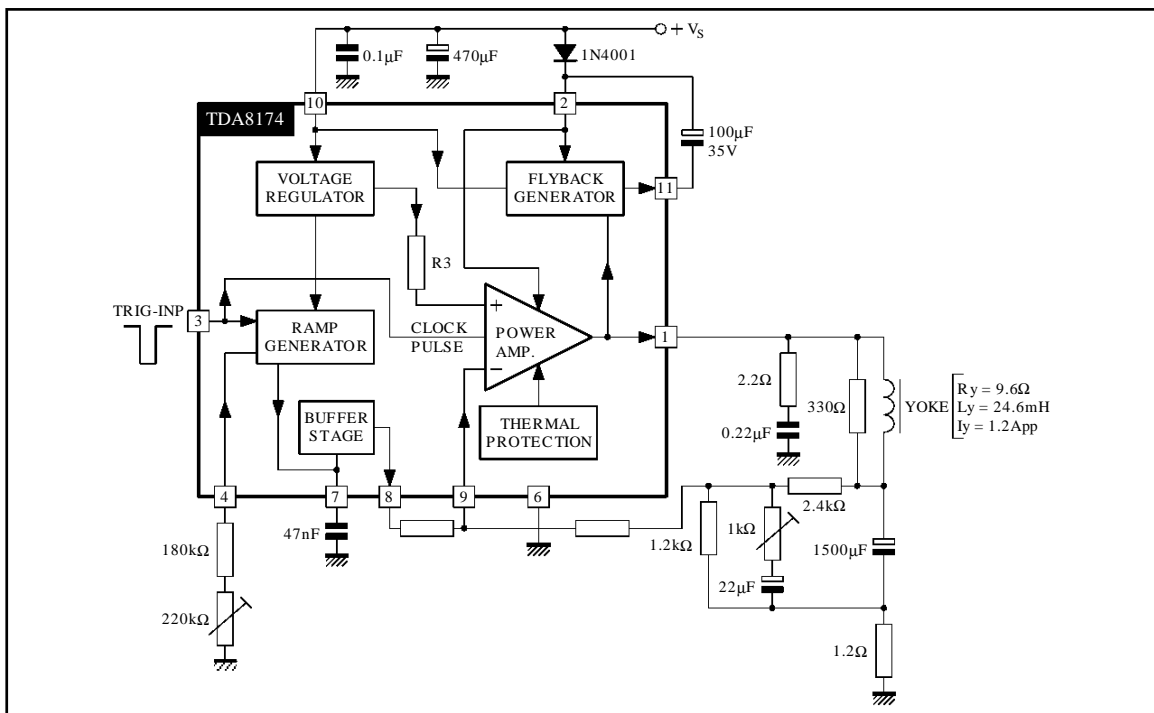 + VS
0.1µF
470µF
1N4001
10
2
TDA8174
100µF
35V
VOLTAGE
REGULATOR
FLYBACK
GENERATOR
11
R3
TRIG-INP
3
RAMP
GENERATOR
CLOCK
PULSE
+
POWER
AMP.
−
1
BUFFER
STAGE
THERMAL
PROTECTION
2.2Ω
0.22µF
330Ω
YOKE
Ry = 9.6Ω
Ly = 24.6mH
Iy = 1.2App
4
7
8
9
6
2.4kΩ
47nF
180kΩ
220kΩ
1.2kΩ
1kΩ
22µF
1500µF
1.2Ω